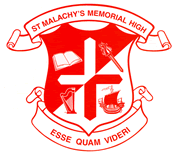 ST MALACHY'S MEMORIAL HIGH
ESSE QUAM VIDERI